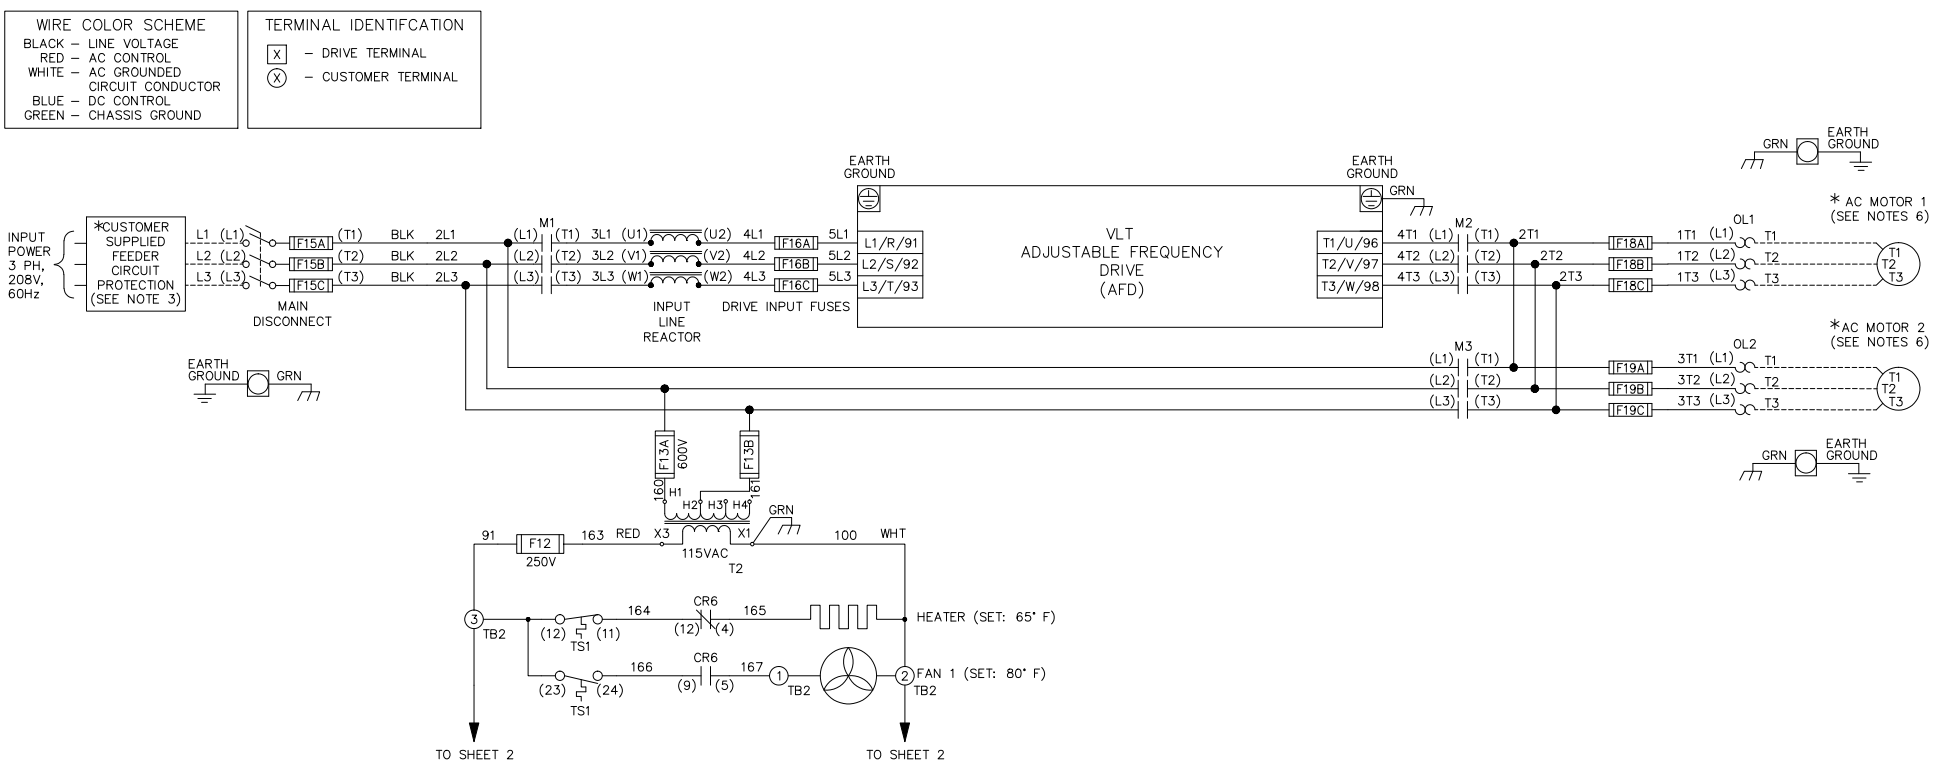 WIRE COLOR SCHEME
BLACK – LINE VOLTAGE
RED – AC CONTROL
WHITE – AC GROUNDED
CIRCUIT CONDUCTOR
BLUE – DC CONTROL
GREEN – CHASSIS GROUND
TERMINAL IDENTIFCATION
X – DRIVE TERMINAL
X – CUSTOMER TERMINAL
INPUT
POWER
3 PH,
208V,
60Hz
*CUSTOMER
SUPPLIED
FEEDER
CIRCUIT
PROTECTION
(SEE NOTE 3)
L1 (L1) F15A (T1) BLK 2L1 (L1) M1 (T1) 3L1 (U1) (U2) 4L1 F16A 5L1 L1/R/91
L2 (L2) F15B (T2) BLK 2L2 (L2) (T2) 3L2 (V1) (V2) 4L2 F16B 5L2 L2/S/92
L3 (L3) F15C (T3) BLK 2L3 (L3) (T3) 3L3 (W1) (W2) 4L3 F16C 5L3 L3/T/93
MAIN
DISCONNECT
INPUT
LINE
REACTOR
DRIVE INPUT FUSES
EARTH
GROUND
VLT
ADJUSTABLE FREQUENCY
DRIVE
(AFD)
EARTH
GROUND
GRN
T1/U/96 4T1 (L1) M2 (T1) 2T1 F18A 1T1 (L1) OL1 T1
T2/V/97 4T2 (L2) (T2) 2T2 F18B 1T2 (L2) T2
T3/W/98 4T3 (L3) (T3) 2T3 F18C 1T3 (L3) T3
GRN
EARTH
GROUND
* AC MOTOR 1
(SEE NOTES 6)
T1
T2
T3
*AC MOTOR 2
(SEE NOTES 6)
(L1) M3 (T1) F19A 3T1 (L1) OL2 T1
(L2) (T2) F19B 3T2 (L2) T2
(L3) (T3) F19C 3T3 (L3) T3
T1
T2
T3
GRN
EARTH
GROUND
EARTH
GROUND
GRN
F13A
600V
F13B
160
161
H1
H2 H3 H4
GRN
91 F12 163 RED X3 X1 100 WHT
250V
115VAC
T2
3
TB2
(12) (11)
TS1
164
CR6
(12) (4)
165
HEATER (SET: 65° F)
(23) (24)
TS1
166
CR6
(9) (5)
167
1
TB2
2
TB2
FAN 1 (SET: 80° F)
TO SHEET 2
TO SHEET 2